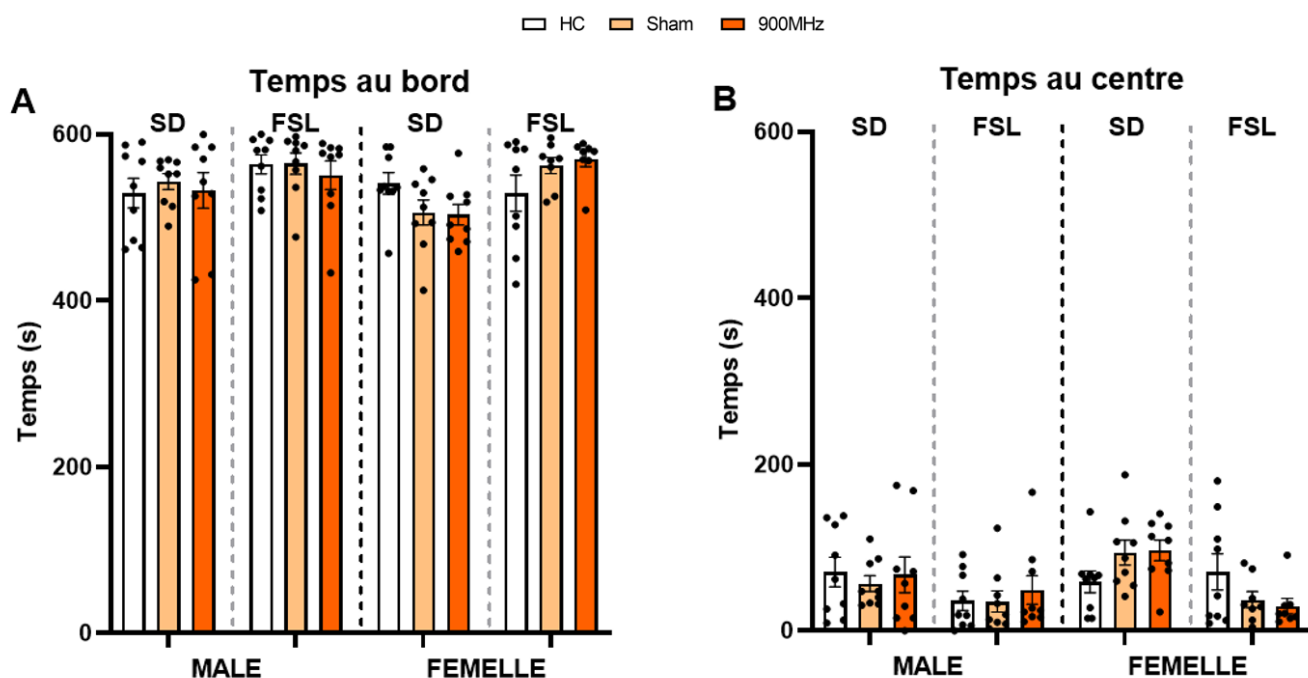 HC Sham 900MHz
A
Temps au bord
SD FSL SD FSL
600
400
200
0
Temps (s)
MALE FEMELLE
B
Temps au centre
SD FSL SD FSL
600
400
200
0
Temps (s)
MALE FEMELLE